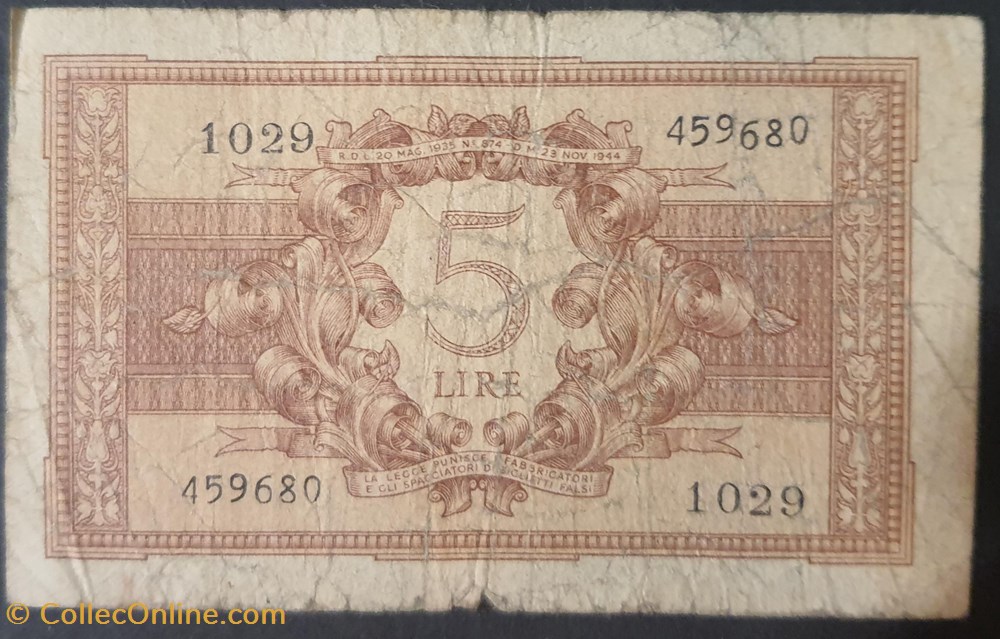 1029
459680
R.D.L. 20 MAG. 1935 N. 874 - D.M. 23 NOV. 1944
5
LIRE
LA LEGGE PUNISCE I FABBRICATORI
E GLI SPACCIATORI DI BIGLIETTI FALSI
459680
1029
© CollecOnline.com